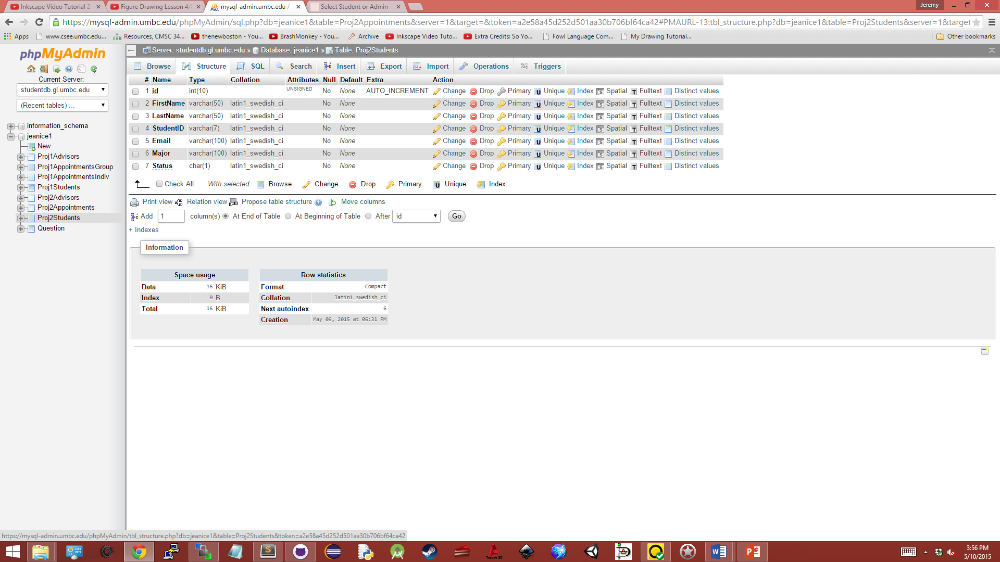 Inkscape Video Tutorial 2
Figure Drawing Lesson 4/
mysql-admin.umbc.edu /
Select Student or Admin
Jeremy
https://mysql-admin.umbc.edu/phpMyAdmin/sql.php?db=jeanice1&table=Proj2Appointments&server=1&target=&token=a2e58a45d252d501aa30b706bf64ca42#PMAURL-13:tbl_structure.php?db=jeanice1&table=Proj2Students&server=1&target
Apps www.csee.umbc.edu... Resources, CMSC 34... thenewboston - You... BrashMonkey - You... Archive Inkscape Video Tuto... Extra Credits: So Yo... Fowl Language Com... My Drawing Tutorial... Other bookmarks
phpMyAdmin
Current Server:
studentdb.gl.umbc.edu
(Recent tables) ...
information_schema
jeanice1
New
Proj1Advisors
Proj1AppointmentsGroup
Proj1AppointmentsIndiv
Proj1Students
Proj2Advisors
Proj2Appointments
Proj2Students
Question
Server: studentdb.gl.umbc.edu » Database: jeanice1 » Table: Proj2Students
Browse Structure SQL Search Insert Export Import Operations Triggers
# Name Type Collation Attributes Null Default Extra Action
1 id int(10) UNSIGNED No None AUTO_INCREMENT Change Drop Primary Unique Index Spatial Fulltext Distinct values
2 FirstName varchar(50) latin1_swedish_ci No None Change Drop Primary Unique Index Spatial Fulltext Distinct values
3 LastName varchar(50) latin1_swedish_ci No None Change Drop Primary Unique Index Spatial Fulltext Distinct values
4 StudentID varchar(7) latin1_swedish_ci No None Change Drop Primary Unique Index Spatial Fulltext Distinct values
5 Email varchar(100) latin1_swedish_ci No None Change Drop Primary Unique Index Spatial Fulltext Distinct values
6 Major varchar(100) latin1_swedish_ci No None Change Drop Primary Unique Index Spatial Fulltext Distinct values
7 Status char(1) latin1_swedish_ci No None Change Drop Primary Unique Index Spatial Fulltext Distinct values
Check All With selected: Browse Change Drop Primary Unique Index
Print view Relation view Propose table structure Move columns
Add 1 column(s) At End of Table At Beginning of Table After id Go
+ Indexes
Information
Space usage
Data 16 KiB
Index 0 B
Total 16 KiB
Row statistics
Format Compact
Collation latin1_swedish_ci
Next autoindex 6
Creation May 06, 2015 at 06:31 PM
https://mysql-admin.umbc.edu/phpMyAdmin/tbl_structure.php?db=jeanice1&table=Proj2Students&token=a2e58a45d252d501aa30b706bf64ca42
3:56 PM
5/10/2015